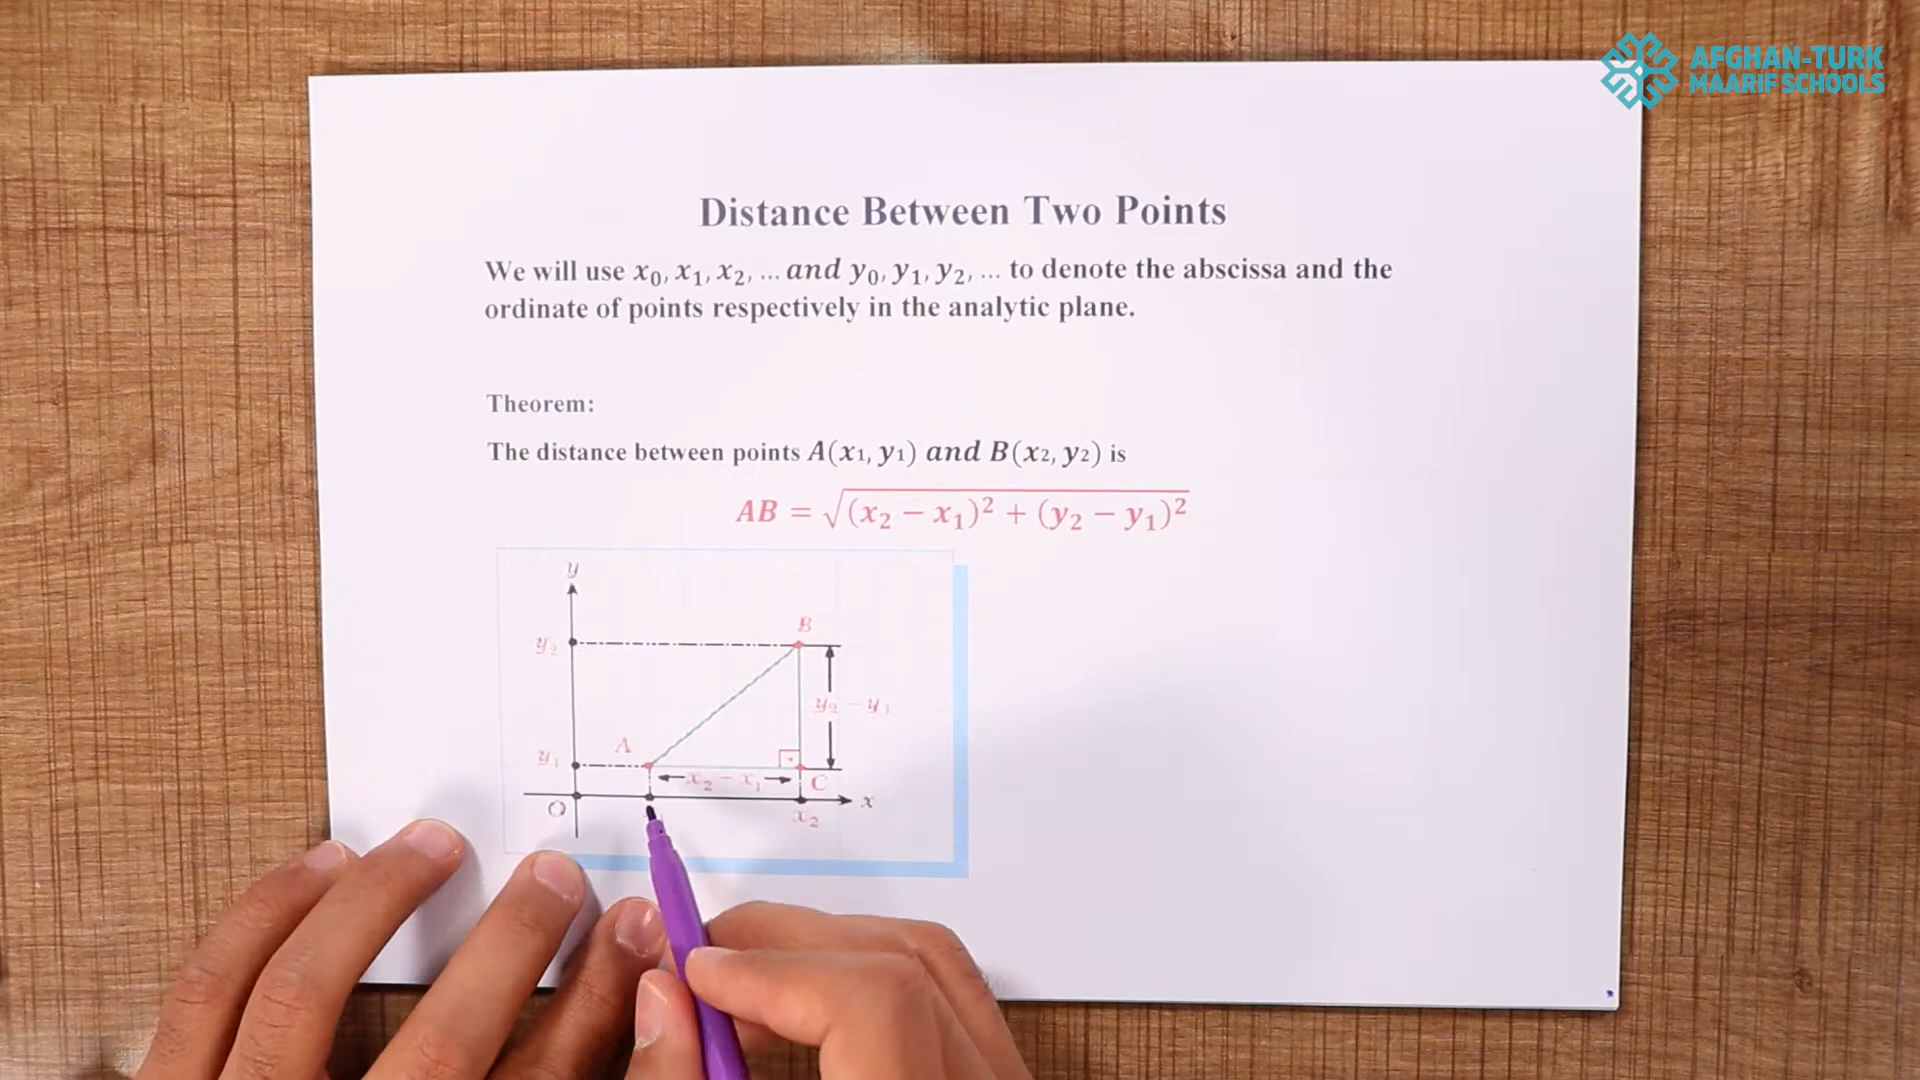 AFGHAN-TURK
MAARIF SCHOOLS
Distance Between Two Points
We will use x₀, x₁, x₂, ... and y₀, y₁, y₂, ... to denote the abscissa and the
ordinate of points respectively in the analytic plane.
Theorem:
The distance between points A(x₁, y₁) and B(x₂, y₂) is
AB = √(x₂ − x₁)² + (y₂ − y₁)²
y
B
y₂
y₂ − y₁
A
y₁
x₂ − x₁
C
O
x
x₂